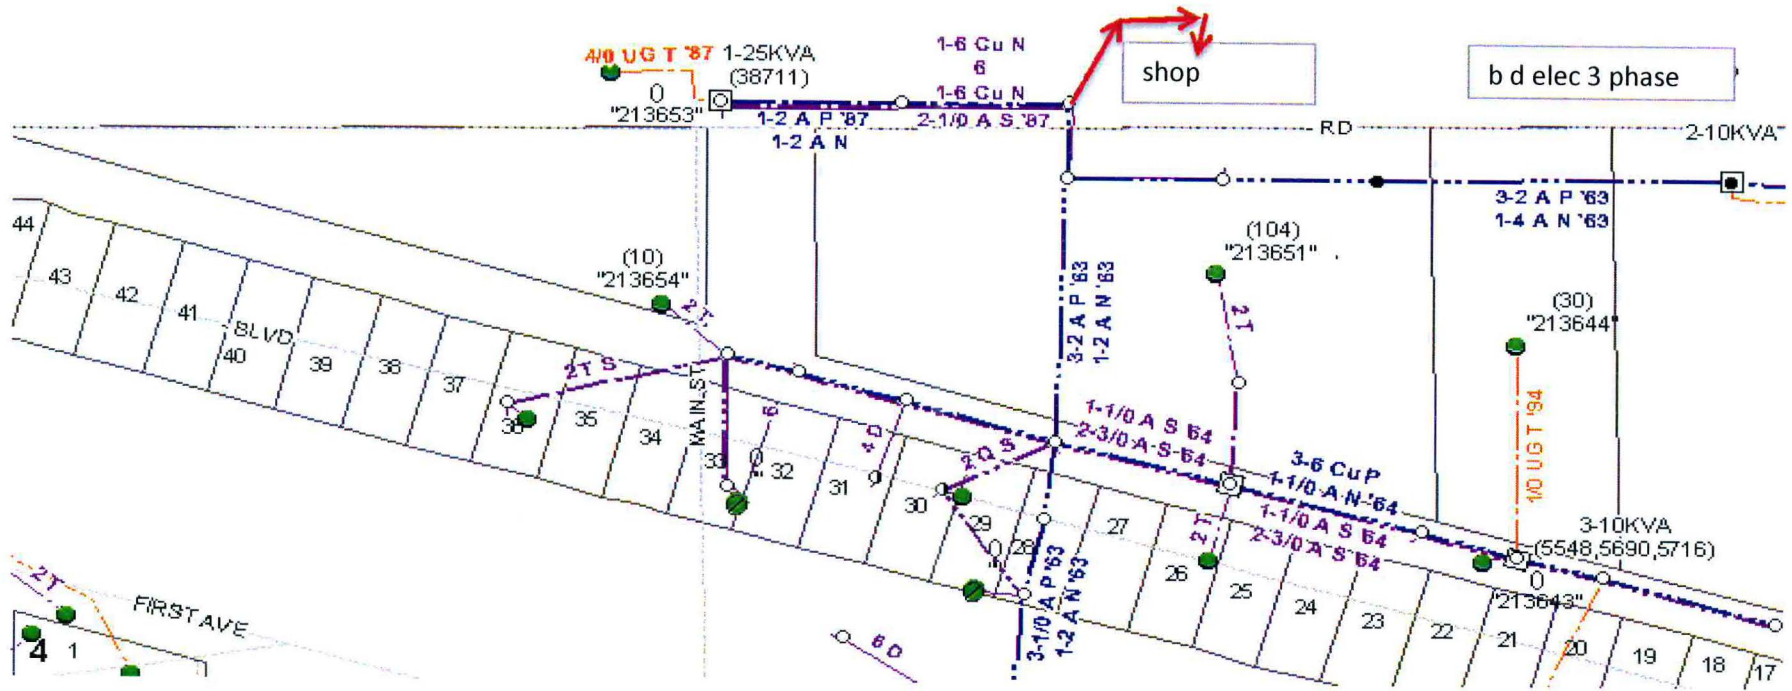 4/0 UG T '87
1-25KVA
(38711)
0
"213653"
1-6 Cu N
6
1-6 Cu N
1-2 A P '87
2-1/0 A S '87
1-2 A N
shop
b d elec 3 phase
RD
2-10KVA
3-2 A P '63
1-4 A N '63
(10)
"213654"
2 T
(104)
"213651"
2 T
(30)
"213644"
3-2 A P '63
1-2 A N '63
44
43
42
41
BLVD
40
39
38
37
2T S
36
35
34
MAIN ST
33
6
0
32
4 D
31
30
2Q S
29
0
28
27
1-1/0 A S '64
2-3/0 A S '64
3-6 Cu P
1-1/0 A N '64
1-1/0 A S '64
2-3/0 A S '64
1/0 UG T '94
3-10KVA
(5548,5690,5716)
0
"213643"
2 T
26
25
24
23
22
21
20
19
18
17
3-1/0 A P '63
1-2 A N '63
6 D
2T
FIRST AVE
4
1